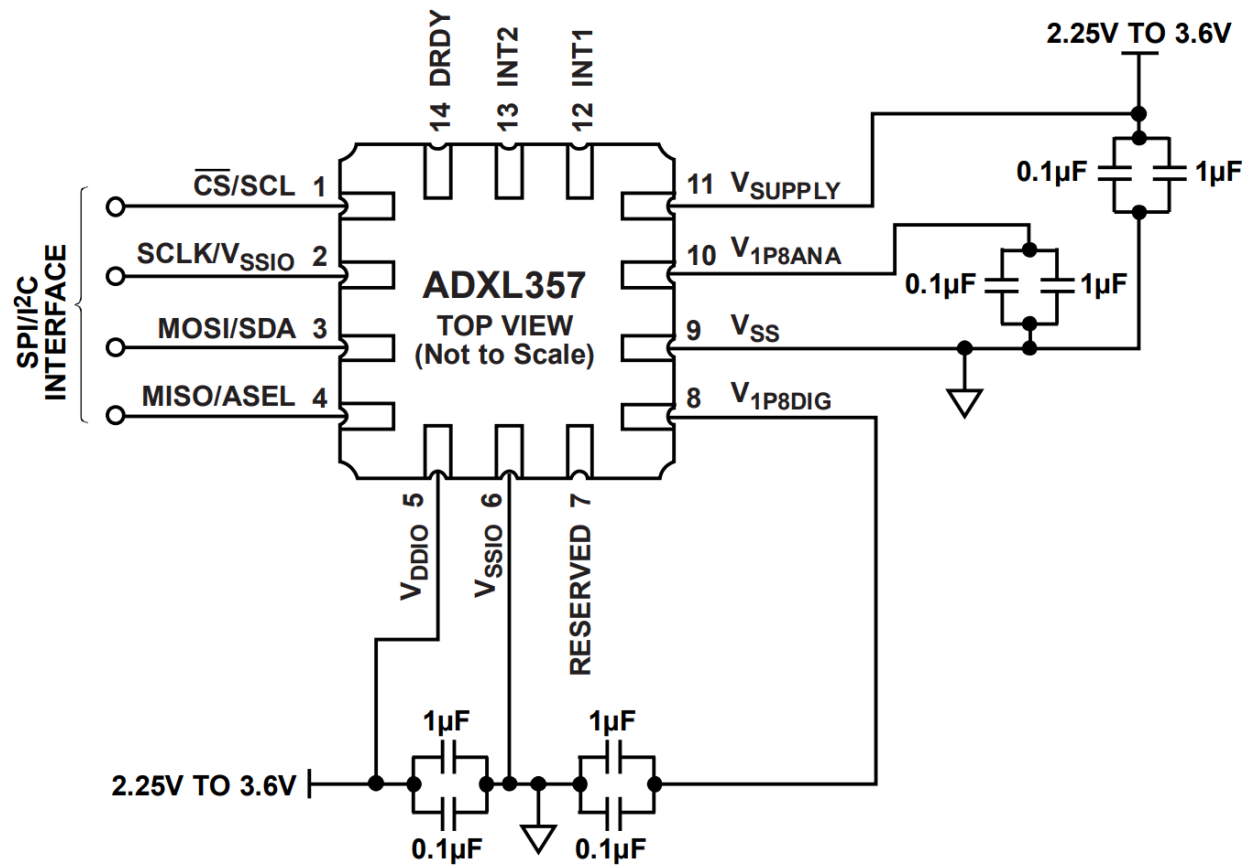 2.25V TO 3.6V
14 DRDY
13 INT2
12 INT1
0.1µF
1µF
SPI/I²C
INTERFACE
C̅S̅/SCL 1
SCLK/VSSIO 2
MOSI/SDA 3
MISO/ASEL 4
ADXL357
TOP VIEW
(Not to Scale)
11 VSUPPLY
10 V1P8ANA
0.1µF
1µF
9 VSS
8 V1P8DIG
VDDIO 5
VSSIO 6
RESERVED 7
1µF
1µF
2.25V TO 3.6V
0.1µF
0.1µF